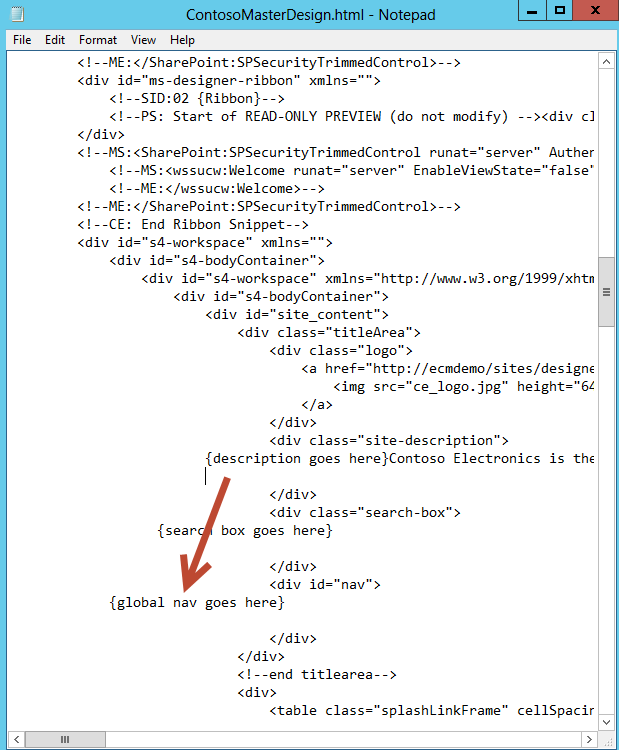 ContosoMasterDesign.html - Notepad
File Edit Format View Help
<!--ME:</SharePoint:SPSecurityTrimmedControl>-->
<div id="ms-designer-ribbon" xmlns="">
<!--SID:02 {Ribbon}-->
<!--PS: Start of READ-ONLY PREVIEW (do not modify) --><div cl
</div>
<!--MS:<SharePoint:SPSecurityTrimmedControl runat="server" Authen
<!--MS:<wssucw:Welcome runat="server" EnableViewState="false"
<!--ME:</wssucw:Welcome>-->
<!--ME:</SharePoint:SPSecurityTrimmedControl>-->
<!--CE: End Ribbon Snippet-->
<div id="s4-workspace" xmlns="">
<div id="s4-bodyContainer">
<div id="s4-workspace" xmlns="http://www.w3.org/1999/xhtm
<div id="s4-bodyContainer">
<div id="site_content">
<div class="titleArea">
<div class="logo">
<a href="http://ecmdemo/sites/designe
<img src="ce_logo.jpg" height="64
</a>
</div>
<div class="site-description">
{description goes here}Contoso Electronics is the
</div>
<div class="search-box">
{search box goes here}
</div>
<div id="nav">
{global nav goes here}
</div>
</div>
<!--end titlearea-->
<div>
<table class="splashLinkFrame" cellSpacin